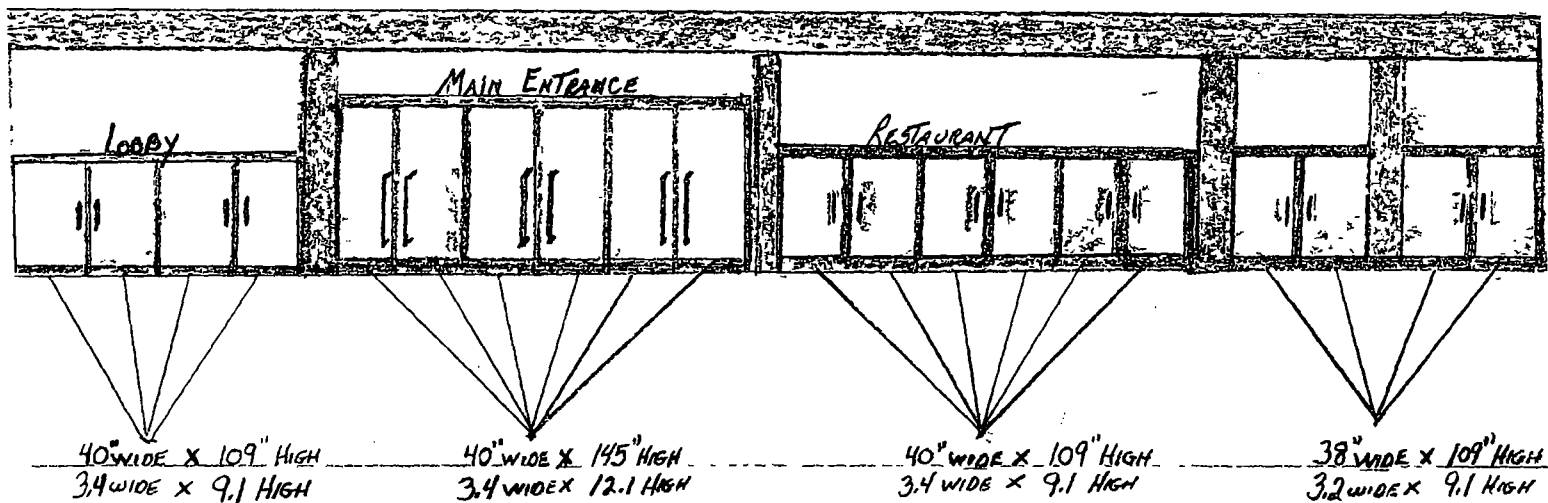 MAIN ENTRANCE
LOBBY
RESTAURANT
40" WIDE X 109" HIGH
3.4 WIDE X 9.1 HIGH
40" WIDE X 145" HIGH
3.4 WIDE X 12.1 HIGH
40" WIDE X 109" HIGH
3.4 WIDE X 9.1 HIGH
38" WIDE X 109" HIGH
3.2 WIDE X 9.1 HIGH